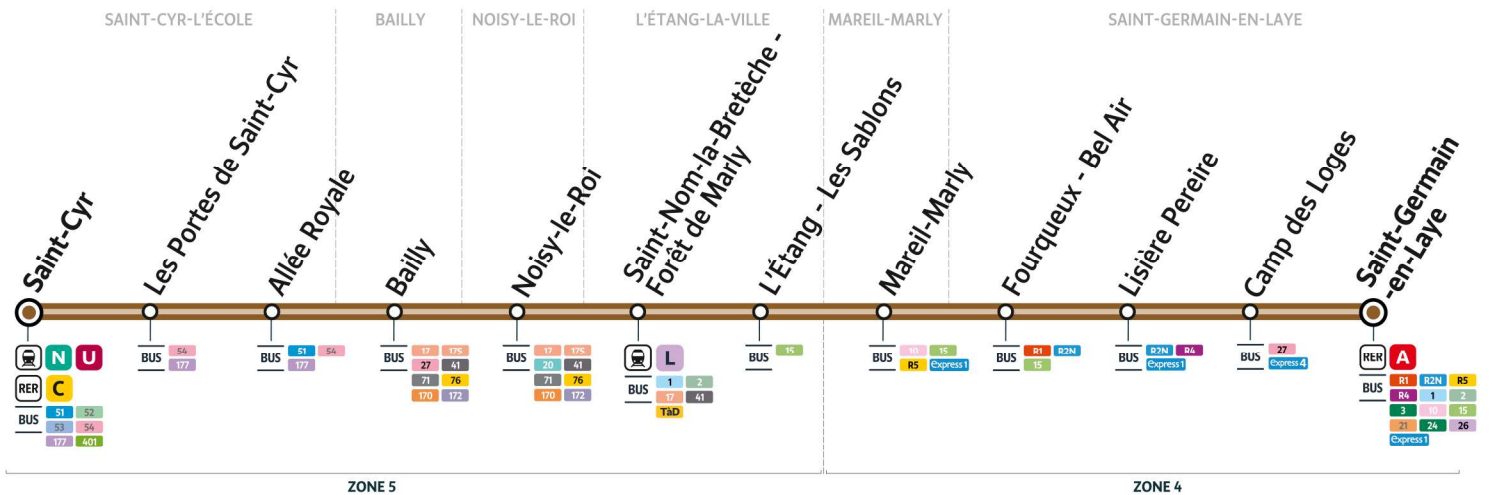 SAINT-CYR-L'ÉCOLE
BAILLY
NOISY-LE-ROI
L'ÉTANG-LA-VILLE
MAREIL-MARLY
SAINT-GERMAIN-EN-LAYE
Saint-Cyr
Les Portes de Saint-Cyr
Allée Royale
Bailly
Noisy-le-Roi
Saint-Nom-la-Bretèche -
Forêt de Marly
L'Étang - Les Sablons
Mareil-Marly
Fourqueux - Bel Air
Lisière Pereire
Camp des Loges
Saint-Germain
-en-Laye
N U
RER C
BUS
51 52
53 54
177 401
BUS
54
177
BUS
51 54
177
BUS
17 175
27 41
71 76
170 172
BUS
17 175
20 41
71 76
170 172
L
BUS
1 2
17 41
TàD
BUS
15
BUS
10 15
R5 express 1
BUS
R1 R2N
15
BUS
R2N R4
express 1
BUS
27
express 4
RER A
BUS
R1 R2N R5
R4 1 2
3 10 15
21 24 26
express 1
ZONE 5
ZONE 4